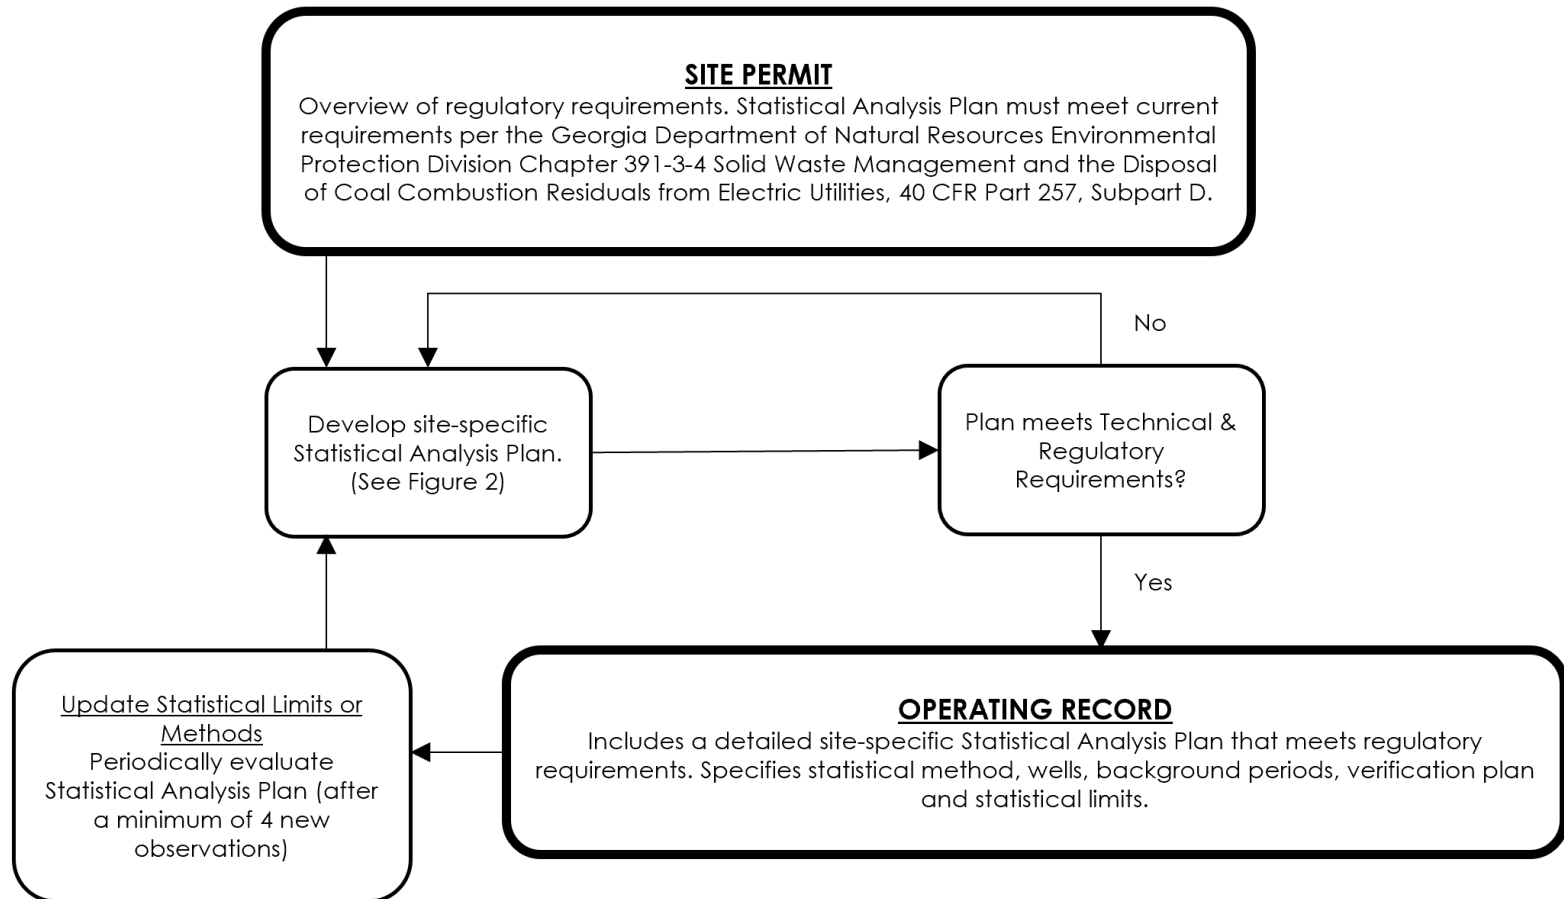 SITE PERMIT
Overview of regulatory requirements. Statistical Analysis Plan must meet current
requirements per the Georgia Department of Natural Resources Environmental
Protection Division Chapter 391-3-4 Solid Waste Management and the Disposal
of Coal Combustion Residuals from Electric Utilities, 40 CFR Part 257, Subpart D.
No
Develop site-specific
Statistical Analysis Plan.
(See Figure 2)
Plan meets Technical &
Regulatory
Requirements?
Yes
OPERATING RECORD
Includes a detailed site-specific Statistical Analysis Plan that meets regulatory
requirements. Specifies statistical method, wells, background periods, verification plan
and statistical limits.
Update Statistical Limits or
Methods
Periodically evaluate
Statistical Analysis Plan (after
a minimum of 4 new
observations)